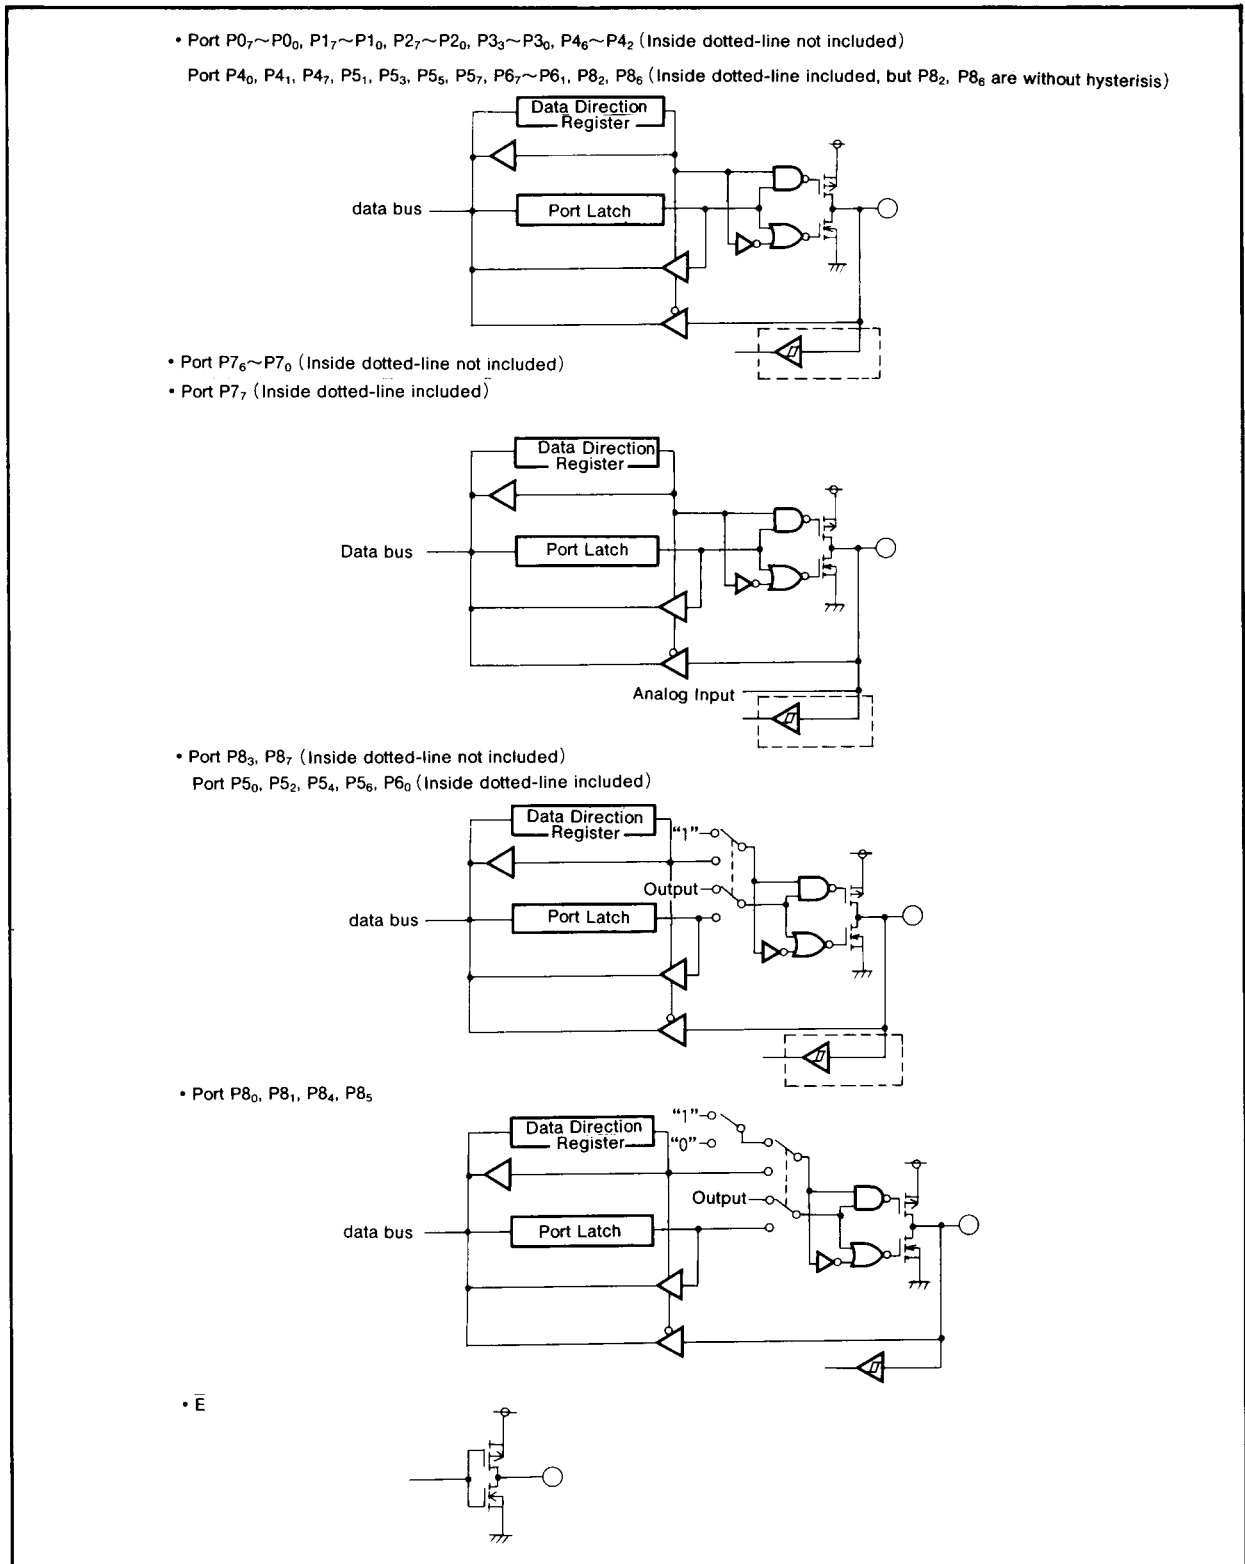 • Port P0₇~P0₀, P1₇~P1₀, P2₇~P2₀, P3₃~P3₀, P4₆~P4₂ (Inside dotted-line not included)
Port P4₀, P4₁, P4₇, P5₁, P5₃, P5₅, P5₇, P6₇~P6₁, P8₂, P8₆ (Inside dotted-line included, but P8₂, P8₆ are without hysterisis)
Data Direction
Register
data bus
Port Latch
• Port P7₆~P7₀ (Inside dotted-line not included)
• Port P7₇ (Inside dotted-line included)
Data Direction
Register
Data bus
Port Latch
Analog Input
• Port P8₃, P8₇ (Inside dotted-line not included)
Port P5₀, P5₂, P5₄, P5₆, P6₀ (Inside dotted-line included)
Data Direction
Register
"1"
Output
data bus
Port Latch
• Port P8₀, P8₁, P8₄, P8₅
"1"
Data Direction
Register
"0"
Output
data bus
Port Latch
• E̅